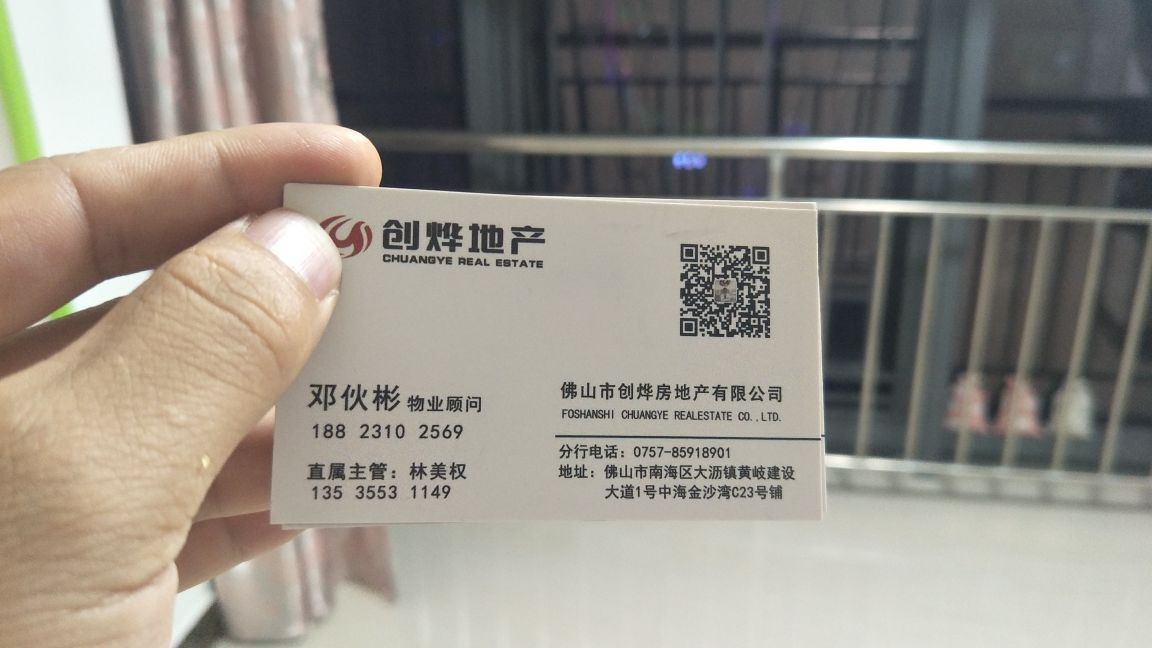 创烨地产
CHUANGYE REAL ESTATE
邓伙彬 物业顾问
188 2310 2569
直属主管：林美权
135 3553 1149
佛山市创烨房地产有限公司
FOSHANSHI CHUANGYE REALESTATE CO.,LTD.
分行电话：0757-85918901
地址：佛山市南海区大沥镇黄岐建设
大道1号中海金沙湾C23号铺